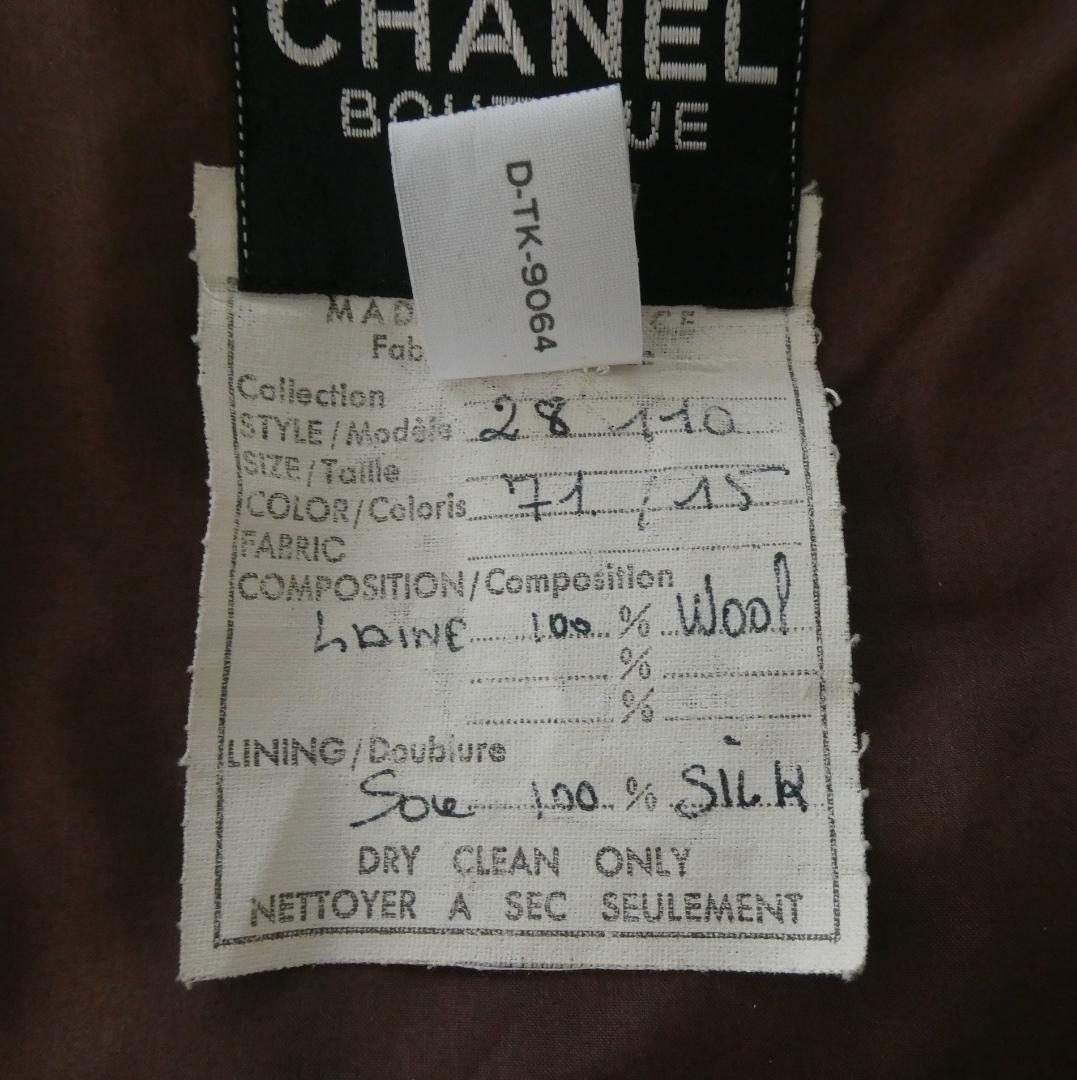 CHANEL
D-TK-9064
Collection
STYLE/Modèle 28 110
SIZE/Taille
COLOR/Coloris 71 / 15
FABRIC
COMPOSITION/Composition
LAINE 100 % Wool
%
%
LINING/Doublure
Soie 100 % SILK
DRY CLEAN ONLY
NETTOYER A SEC SEULEMENT